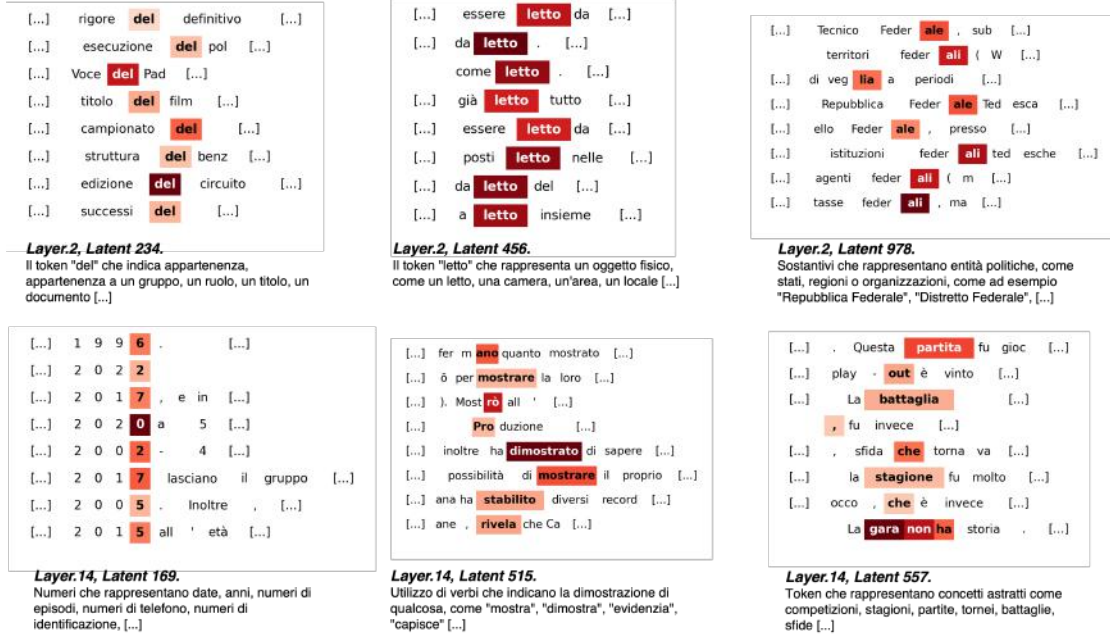 [...] rigore del definitivo [...]
[...] esecuzione del pol [...]
[...] Voce del Pad [...]
[...] titolo del film [...]
[...] campionato del [...]
[...] struttura del benz [...]
[...] edizione del circuito [...]
[...] successi del [...]
Layer.2, Latent 234.
Il token "del" che indica appartenenza,
appartenenza a un gruppo, un ruolo, un titolo, un
documento [...]
[...] essere letto da [...]
[...] da letto . [...]
come letto . [...]
[...] già letto tutto [...]
[...] essere letto da [...]
[...] posti letto nelle [...]
[...] da letto del [...]
[...] a letto insieme [...]
Layer.2, Latent 456.
Il token "letto" che rappresenta un oggetto fisico,
come un letto, una camera, un'area, un locale [...]
[...] Tecnico Feder ale , sub [...]
territori feder ali ( W [...]
[...] di veg lia a periodi [...]
[...] Repubblica Feder ale Ted esca [...]
[...] ello Feder ale , presso [...]
[...] istituzioni feder ali ted esche [...]
[...] agenti feder ali ( m [...]
[...] tasse feder ali , ma [...]
Layer.2, Latent 978.
Sostantivi che rappresentano entità politiche, come
stati, regioni o organizzazioni, come ad esempio
"Repubblica Federale", "Distretto Federale", [...]
[...] 1 9 9 6 . [...]
[...] 2 0 2 2
[...] 2 0 1 7 , e in [...]
[...] 2 0 2 0 a 5 [...]
[...] 2 0 0 2 - 4 [...]
[...] 2 0 1 7 lasciano il gruppo [...]
[...] 2 0 0 5 . Inoltre , [...]
[...] 2 0 1 5 all ' età [...]
Layer.14, Latent 169.
Numeri che rappresentano date, anni, numeri di
episodi, numeri di telefono, numeri di
identificazione, [...]
[...] fer m ano quanto mostrato [...]
[...] ò per mostrare la loro [...]
[...] ). Most rò all ' [...]
Pro duzione [...]
[...] inoltre ha dimostrato di sapere [...]
[...] possibilità di mostrare il proprio [...]
[...] ana ha stabilito diversi record [...]
[...] ane , rivela che Ca [...]
Layer.14, Latent 515.
Utilizzo di verbi che indicano la dimostrazione di
qualcosa, come "mostra", "dimostra", "evidenzia",
"capisce" [...]
[...] . Questa partita fu gioc [...]
[...] play - out è vinto [...]
[...] La battaglia
, fu invece [...]
[...] , sfida che torna va [...]
[...] la stagione fu molto [...]
[...] occo , che è invece [...]
La gara non ha storia . [...]
Layer.14, Latent 557.
Token che rappresentano concetti astratti come
competizioni, stagioni, partite, tornei, battaglie,
sfide [...]